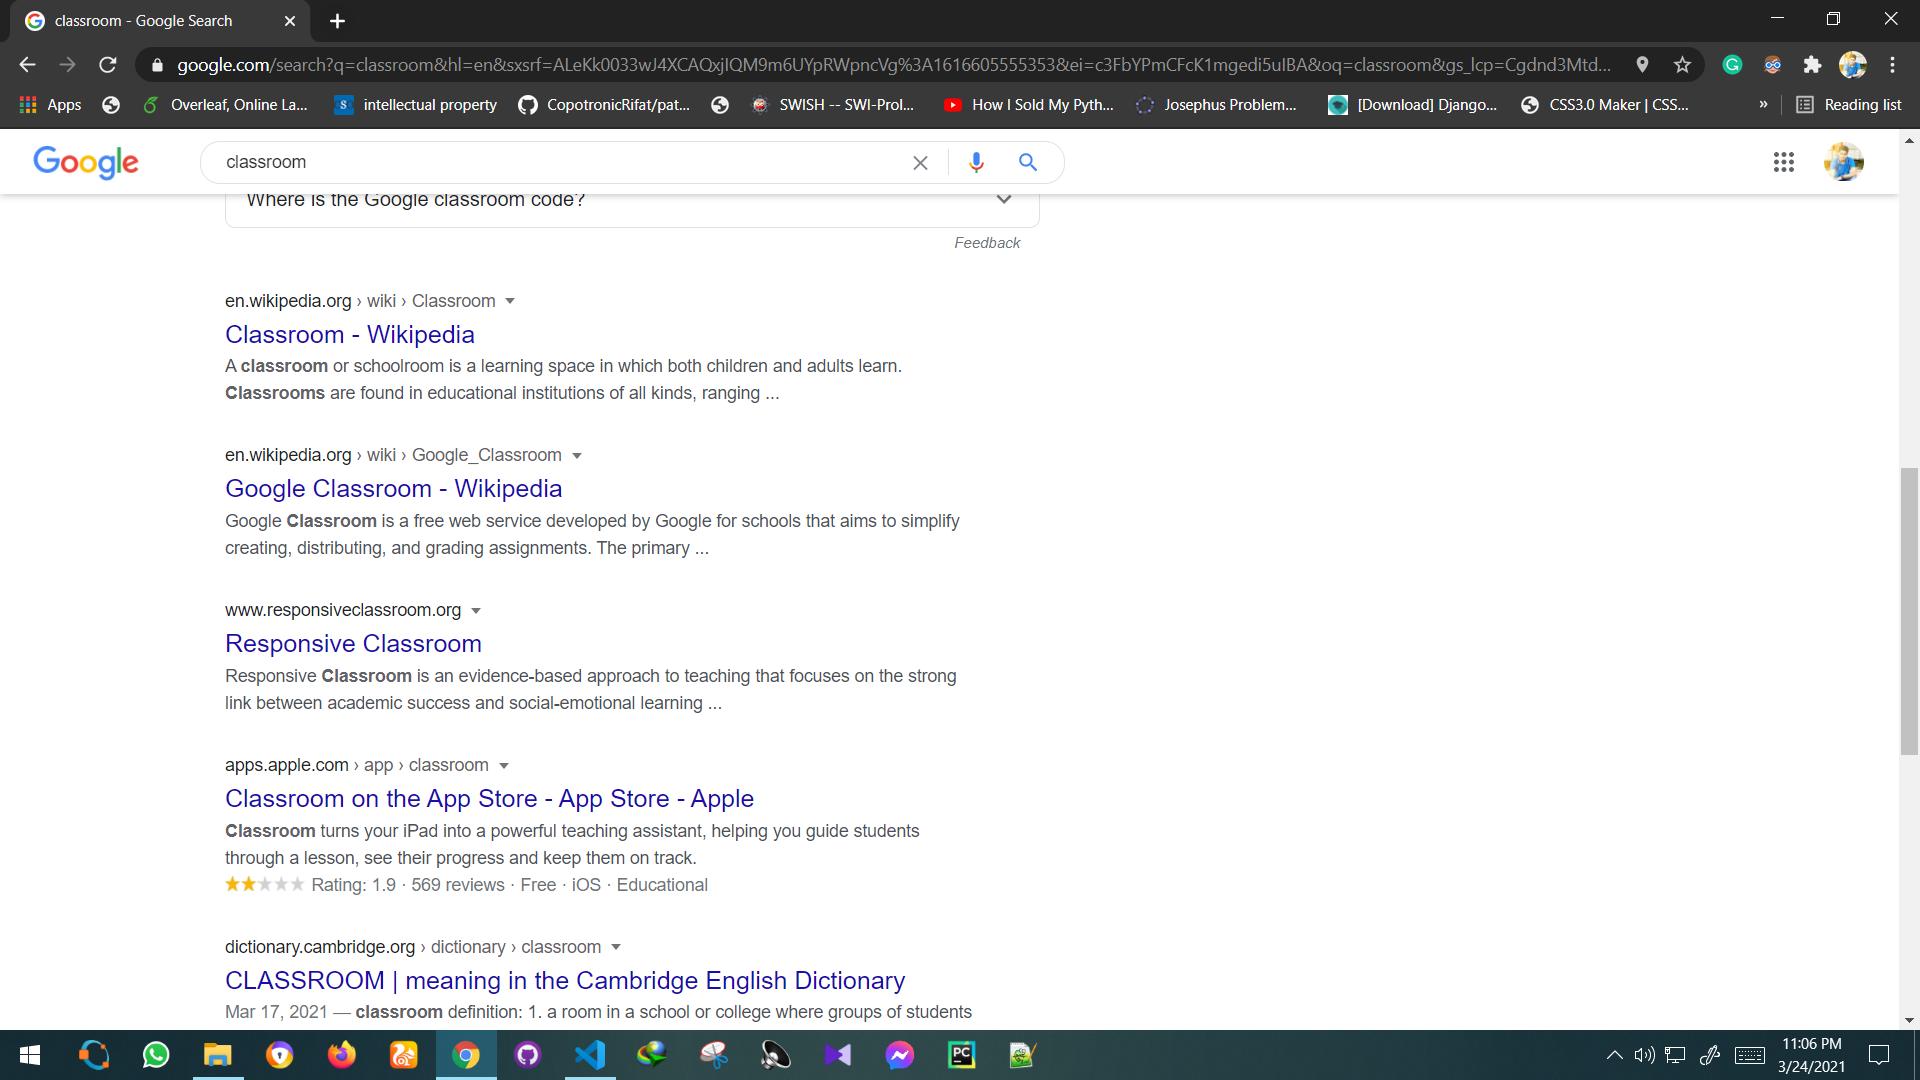 classroom - Google Search
google.com/search?q=classroom&hl=en&sxsrf=ALeKk0033wJ4XCAQxjIQM9m6UYpRWpncVg%3A1616605555353&ei=c3FbYPmCFcK1mgedi5uIBA&oq=classroom&gs_lcp=Cgdnd3Mtd...
Apps Overleaf, Online La... intellectual property CopotronicRifat/pat... SWISH -- SWI-Prol... How I Sold My Pyth... Josephus Problem... [Download] Django... CSS3.0 Maker | CSS... » Reading list
Google classroom
Where is the Google classroom code?
Feedback
en.wikipedia.org › wiki › Classroom
Classroom - Wikipedia
A classroom or schoolroom is a learning space in which both children and adults learn.
Classrooms are found in educational institutions of all kinds, ranging ...
en.wikipedia.org › wiki › Google_Classroom
Google Classroom - Wikipedia
Google Classroom is a free web service developed by Google for schools that aims to simplify
creating, distributing, and grading assignments. The primary ...
www.responsiveclassroom.org
Responsive Classroom
Responsive Classroom is an evidence-based approach to teaching that focuses on the strong
link between academic success and social-emotional learning ...
apps.apple.com › app › classroom
Classroom on the App Store - App Store - Apple
Classroom turns your iPad into a powerful teaching assistant, helping you guide students
through a lesson, see their progress and keep them on track.
Rating: 1.9 · 569 reviews · Free · iOS · Educational
dictionary.cambridge.org › dictionary › classroom
CLASSROOM | meaning in the Cambridge English Dictionary
Mar 17, 2021 — classroom definition: 1. a room in a school or college where groups of students
11:06 PM
3/24/2021